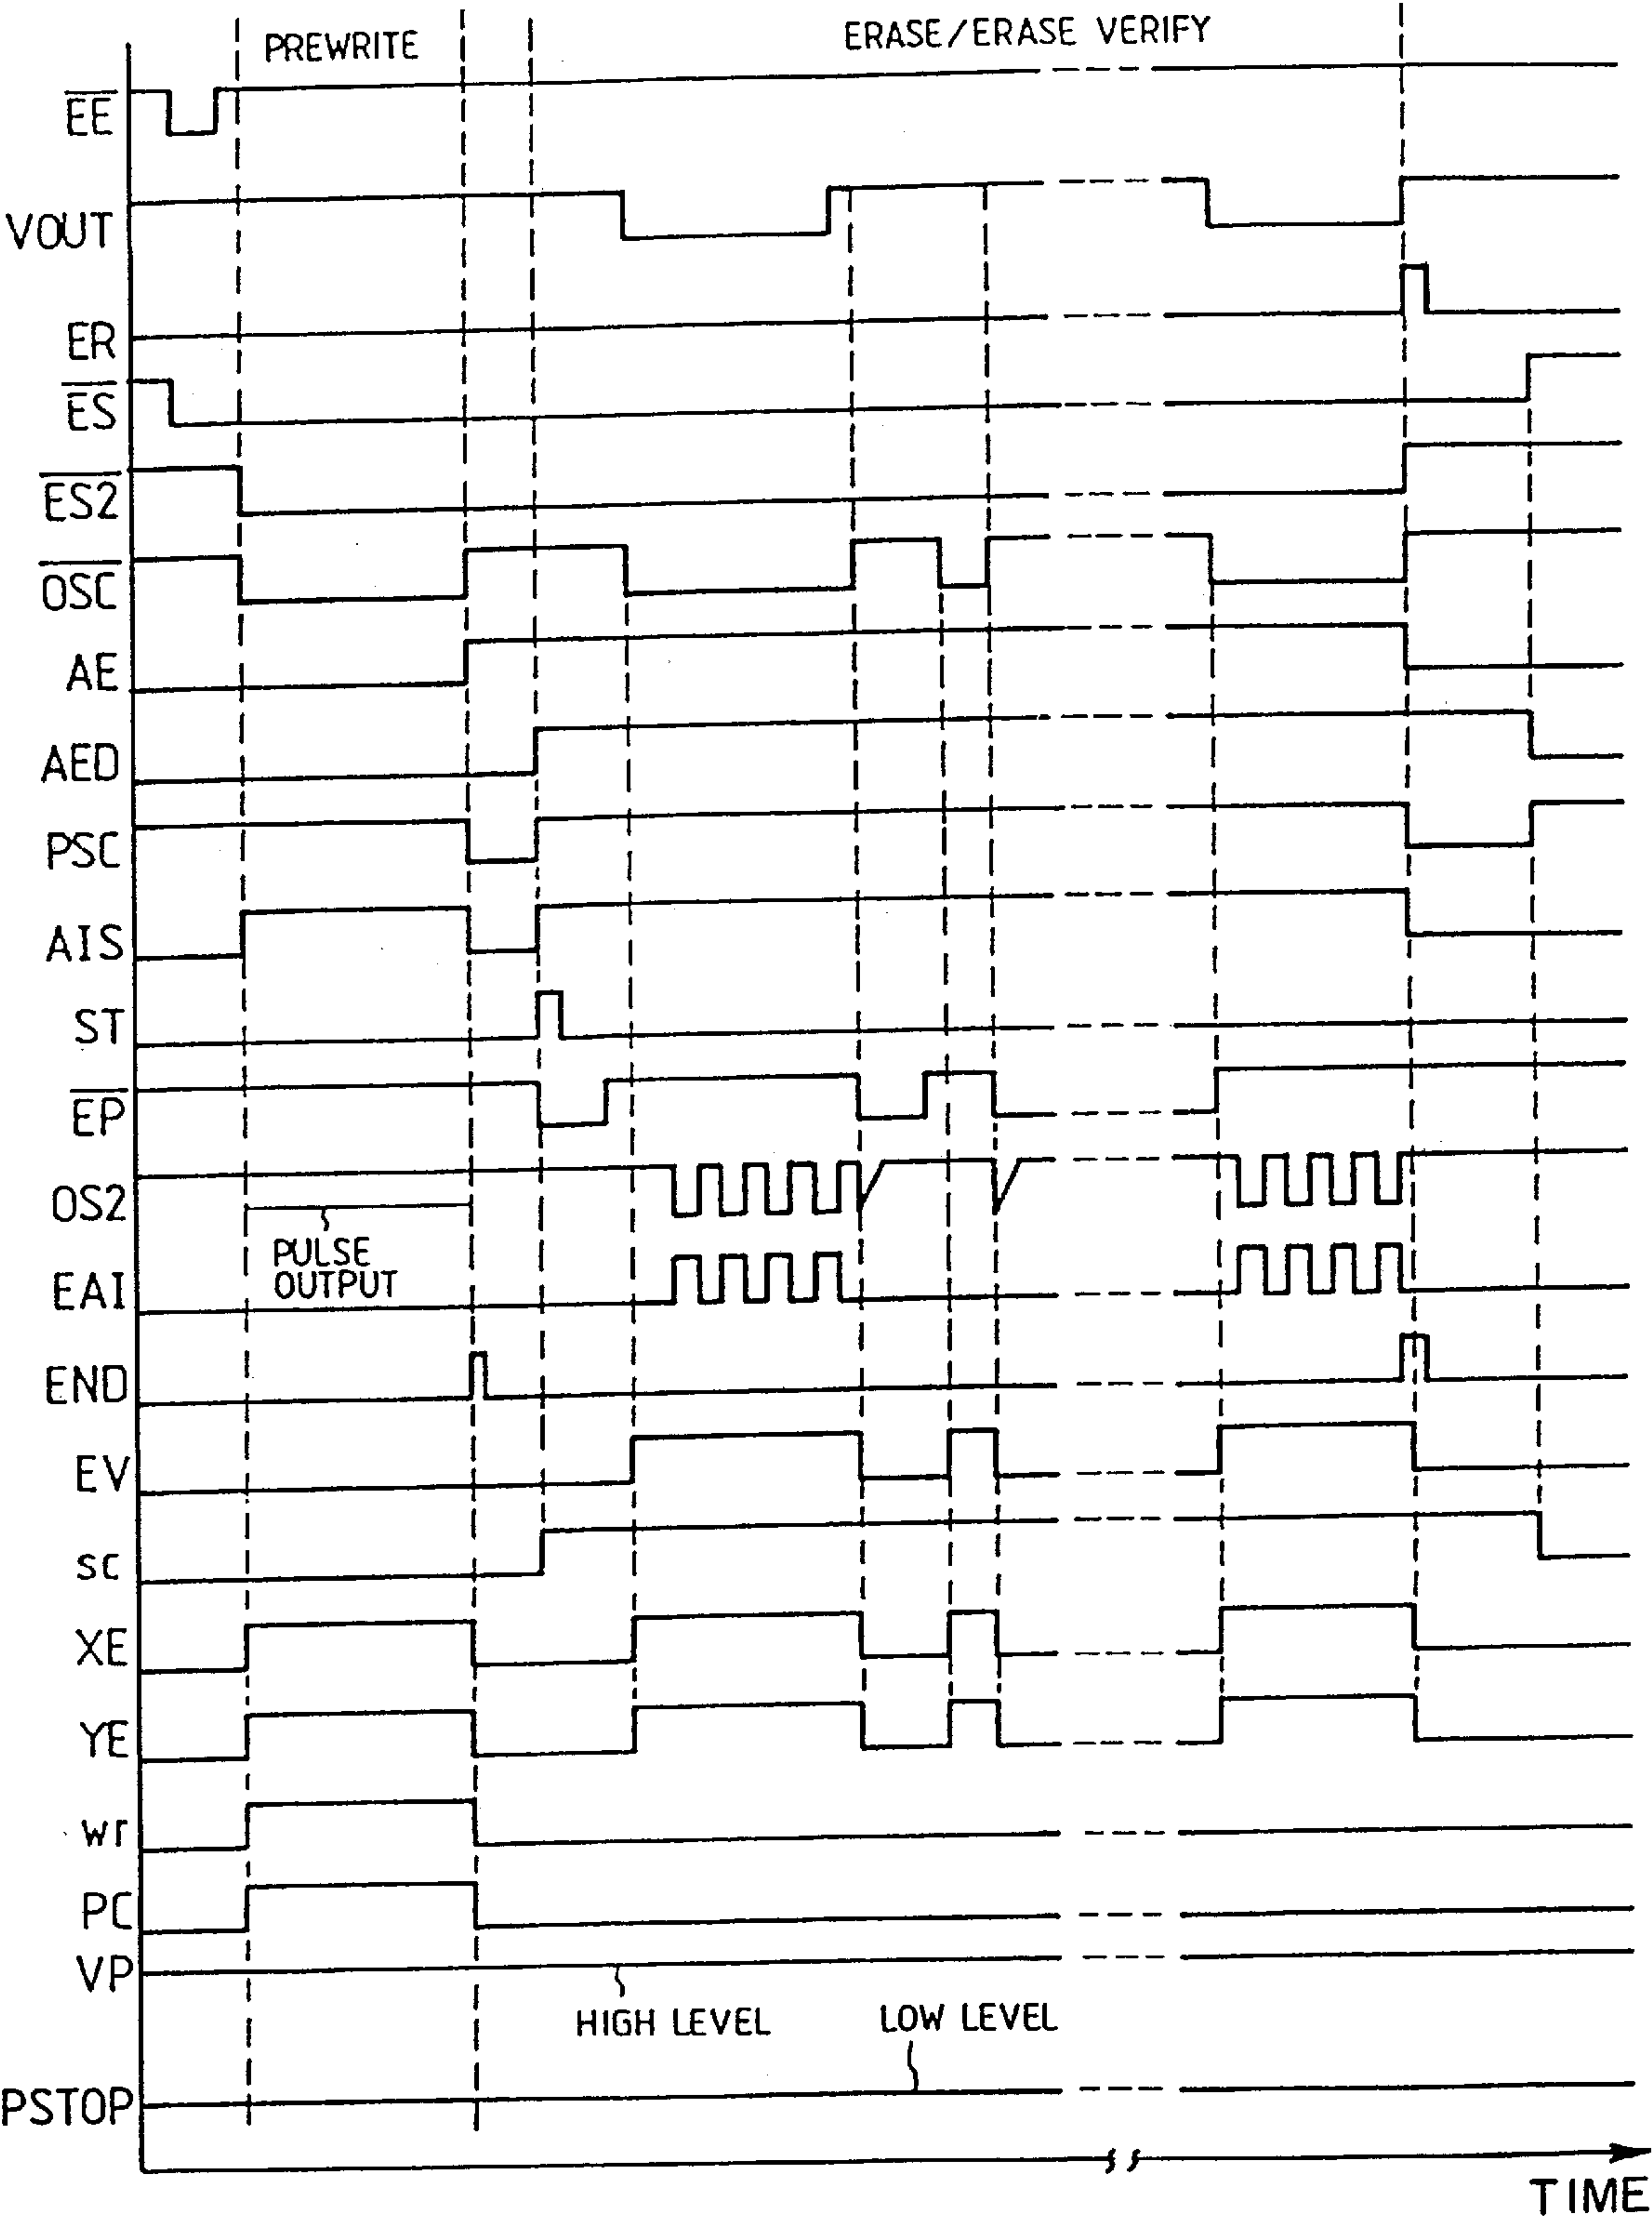 PREWRITE
ERASE/ERASE VERIFY
EE
VOUT
ER
ES
ES2
OSC
AE
AED
PSC
AIS
ST
EP
OS2
PULSE
OUTPUT
EAI
END
EV
sc
XE
YE
wr
PC
VP
HIGH LEVEL
LOW LEVEL
PSTOP
TIME